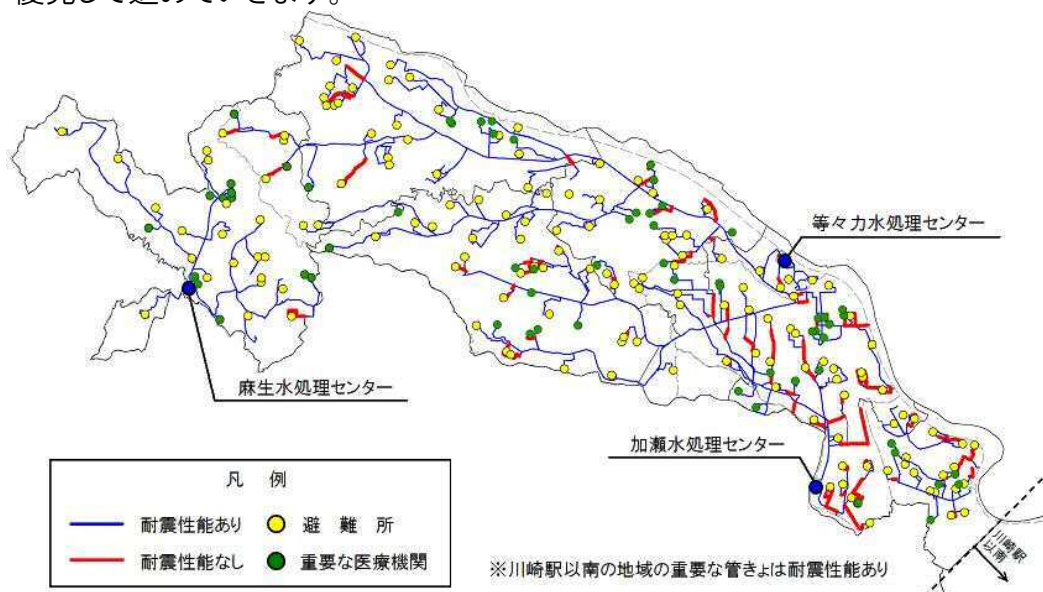 優先して進めていきます。
等々力水処理センター
麻生水処理センター
加瀬水処理センター
凡 例
耐震性能あり 避 難 所
耐震性能なし 重要な医療機関
※川崎駅以南の地域の重要な管きょは耐震性能あり
川崎駅
以南